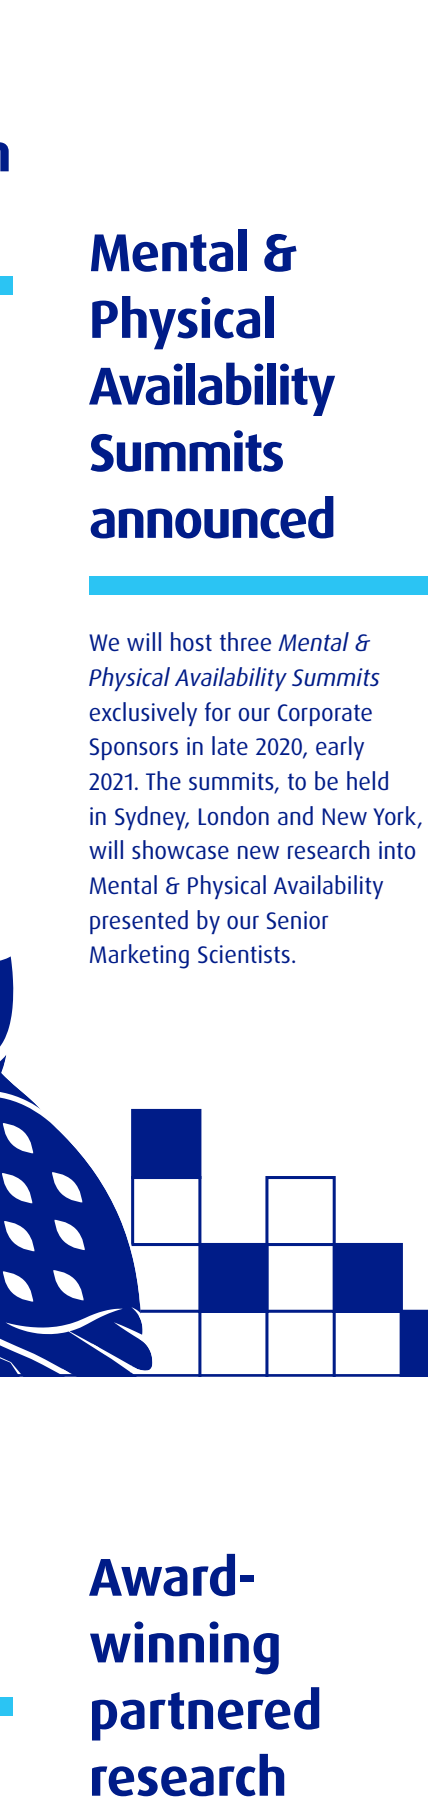 Mental &
Physical
Availability
Summits
announced
We will host three Mental &
Physical Availability Summits
exclusively for our Corporate
Sponsors in late 2020, early
2021. The summits, to be held
in Sydney, London and New York,
will showcase new research into
Mental & Physical Availability
presented by our Senior
Marketing Scientists.
Award-
winning
partnered
research